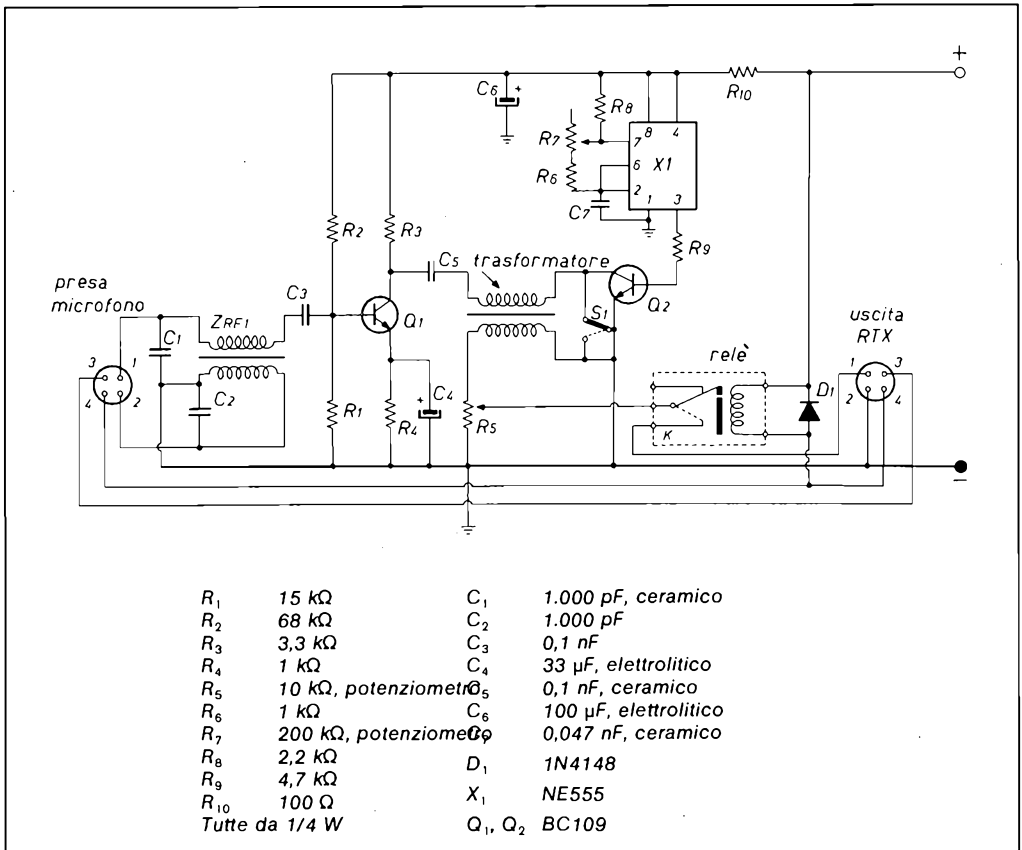 +
C6 +
R8
R10
R7
8 4
7
6 X1
R6
2
1 3
C7
R2
R3
R9
C5 trasformatore
presa
microfono
C3
Q1
Q2
S1
uscita
RTX
ZRF1
C1
relè
3 1
4 2
1 3
2 4
D1
C2
+ C4
R1
R4
R5
K
−
R1 15 kΩ
R2 68 kΩ
R3 3,3 kΩ
R4 1 kΩ
R5 10 kΩ, potenziometro
R6 1 kΩ
R7 200 kΩ, potenziometro
R8 2,2 kΩ
R9 4,7 kΩ
R10 100 Ω
Tutte da 1/4 W
C1 1.000 pF, ceramico
C2 1.000 pF
C3 0,1 nF
C4 33 µF, elettrolitico
C5 0,1 nF, ceramico
C6 100 µF, elettrolitico
C7 0,047 nF, ceramico
D1 1N4148
X1 NE555
Q1, Q2 BC109